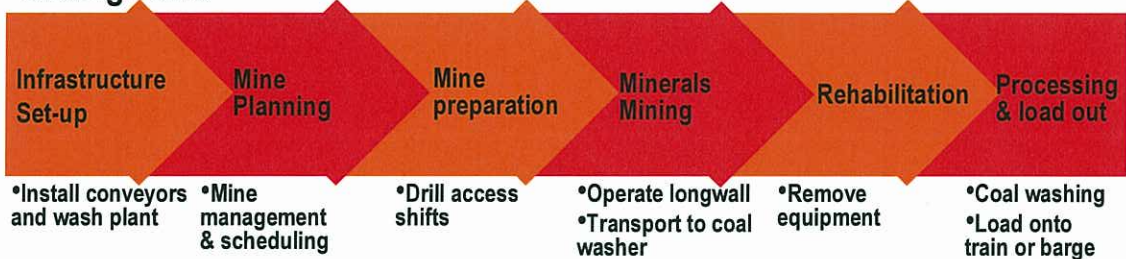 Infrastructure
Set-up
Mine
Planning
Mine
preparation
Minerals
Mining
Rehabilitation
Processing
& load out
•Install conveyors
and wash plant
•Mine
management
& scheduling
•Drill access
shifts
•Operate longwall
•Transport to coal
washer
•Remove
equipment
•Coal washing
•Load onto
train or barge